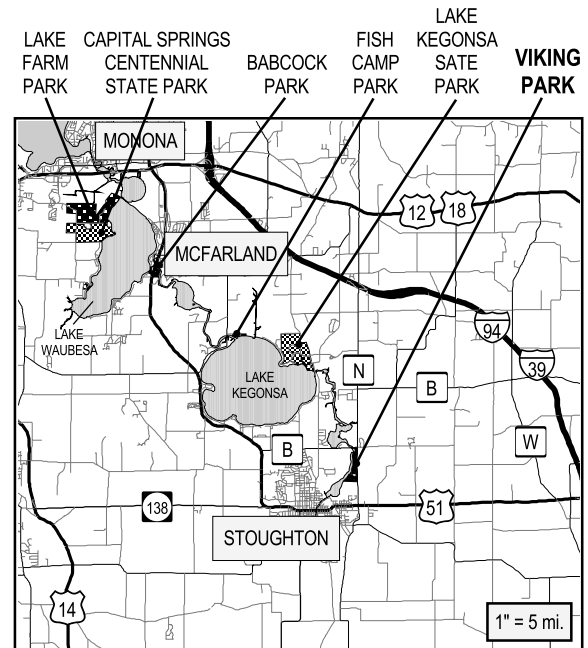 LAKE
FARM
PARK
CAPITAL SPRINGS
CENTENNIAL
STATE PARK
BABCOCK
PARK
FISH
CAMP
PARK
LAKE
KEGONSA
SATE
PARK
VIKING
PARK
MONONA
12
18
MCFARLAND
94
LAKE
WAUBESA
39
N
LAKE
KEGONSA
B
W
B
138
51
STOUGHTON
14
1" = 5 mi.